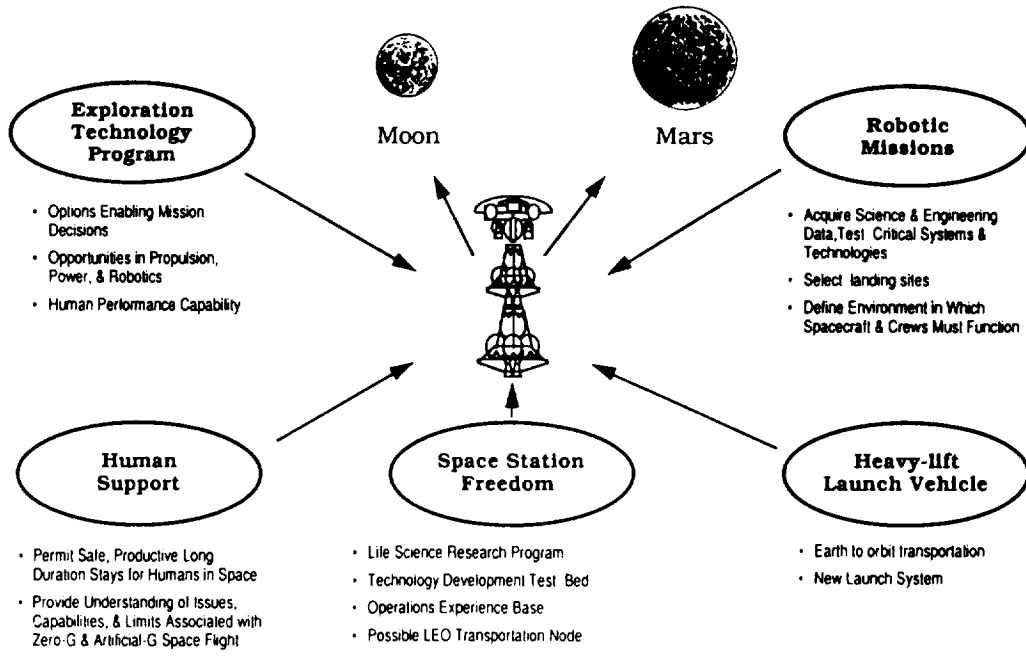 Moon
Mars
Exploration
Technology
Program
• Options Enabling Mission
Decisions
• Opportunities in Propulsion,
Power, & Robotics
• Human Performance Capability
Robotic
Missions
• Acquire Science & Engineering
Data,Test Critical Systems &
Technologies
• Select landing sites
• Define Environment in Which
Spacecraft & Crews Must Function
Human
Support
• Permit Safe, Productive Long
Duration Stays for Humans in Space
• Provide Understanding of Issues,
Capabilities, & Limits Associated with
Zero-G & Artificial-G Space Flight
Space Station
Freedom
• Life Science Research Program
• Technology Development Test Bed
• Operations Experience Base
• Possible LEO Transportation Node
Heavy-lift
Launch Vehicle
• Earth to orbit transportation
• New Launch System